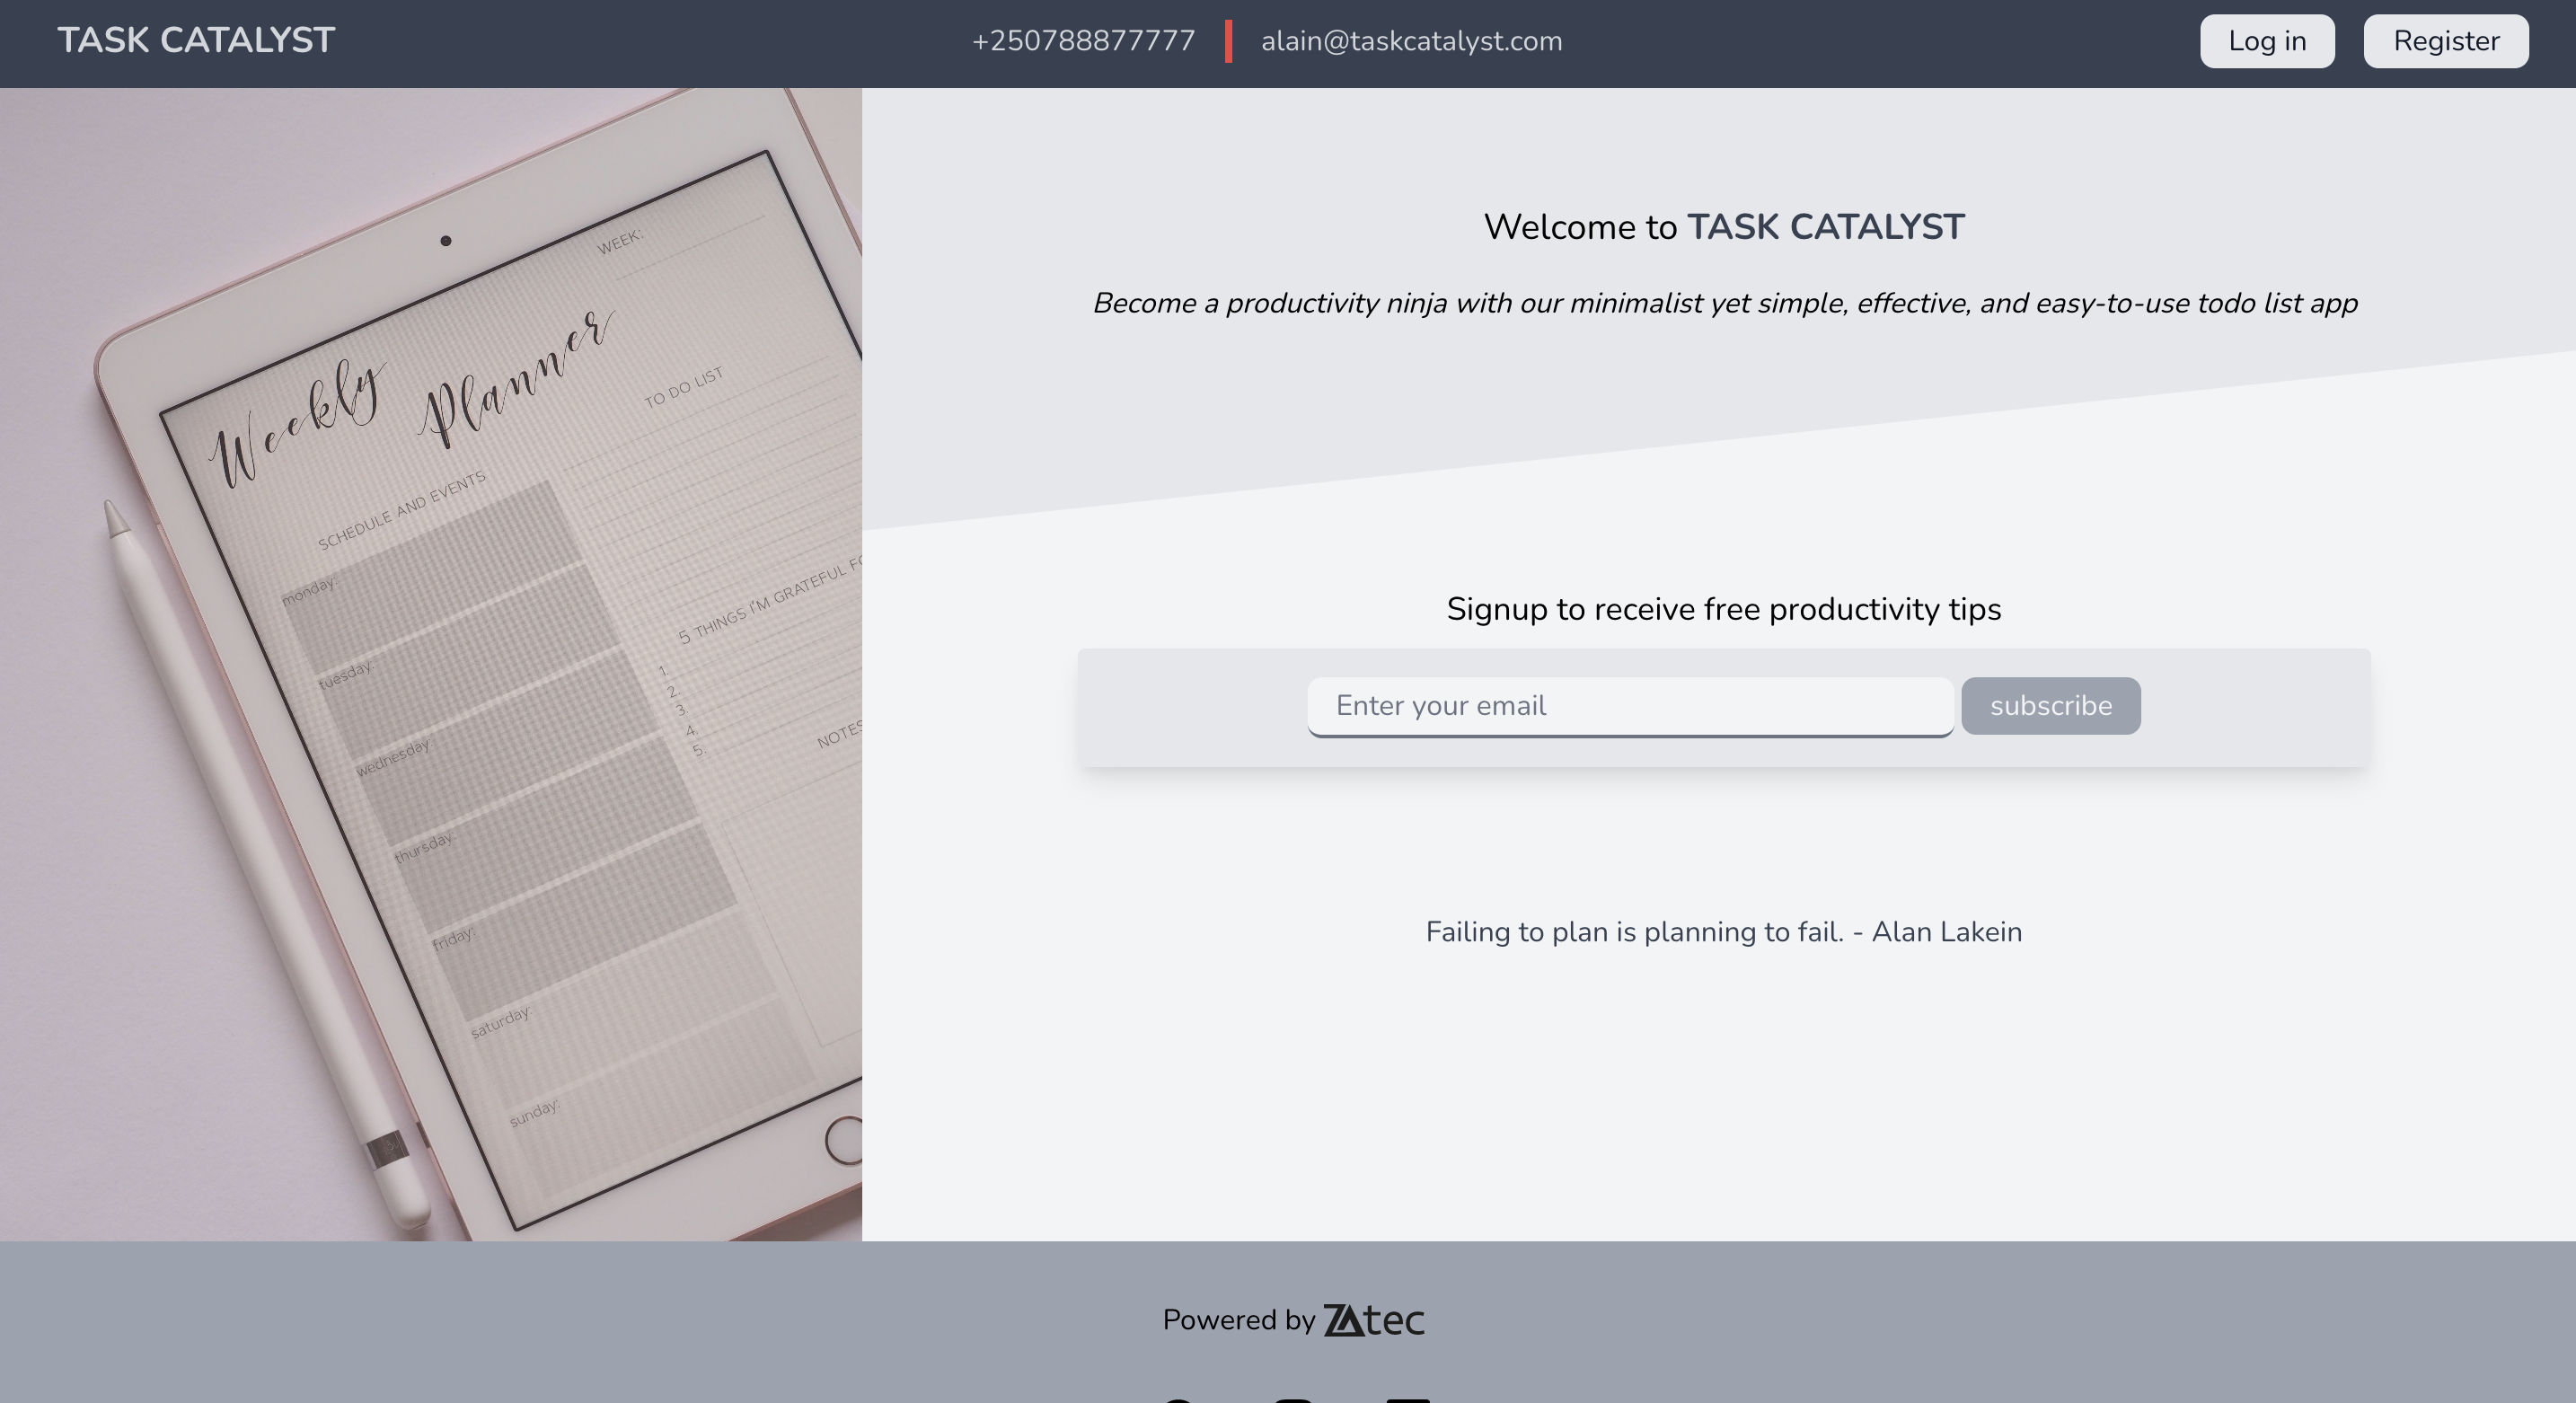 TASK CATALYST
+250788877777
alain@taskcatalyst.com
Log in
Register
Weekly Planner
WEEK:
TO DO LIST
SCHEDULE AND EVENTS
monday:
tuesday:
wednesday:
thursday:
friday:
saturday:
sunday:
5 THINGS I'M GRATEFUL
1.
2.
3.
4.
5.
NOTES
Welcome to TASK CATALYST
Become a productivity ninja with our minimalist yet simple, effective, and easy-to-use todo list app
Signup to receive free productivity tips
Enter your email
subscribe
Failing to plan is planning to fail. - Alan Lakein
Powered by ZAtec